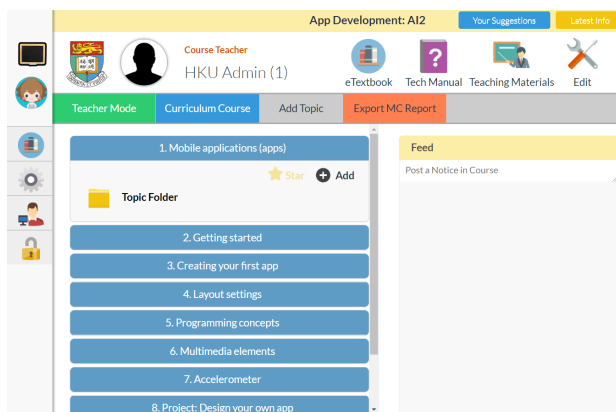 App Development: AI2
Your Suggestions
Latest Info
Course Teacher
HKU Admin (1)
eTextbook
Tech Manual
Teaching Materials
Edit
Teacher Mode
Curriculum Course
Add Topic
Export MC Report
1. Mobile applications (apps)
Star
Add
Topic Folder
2. Getting started
3. Creating your first app
4. Layout settings
5. Programming concepts
6. Multimedia elements
7. Accelerometer
8. Project: Design your own app
Feed
Post a Notice in Course